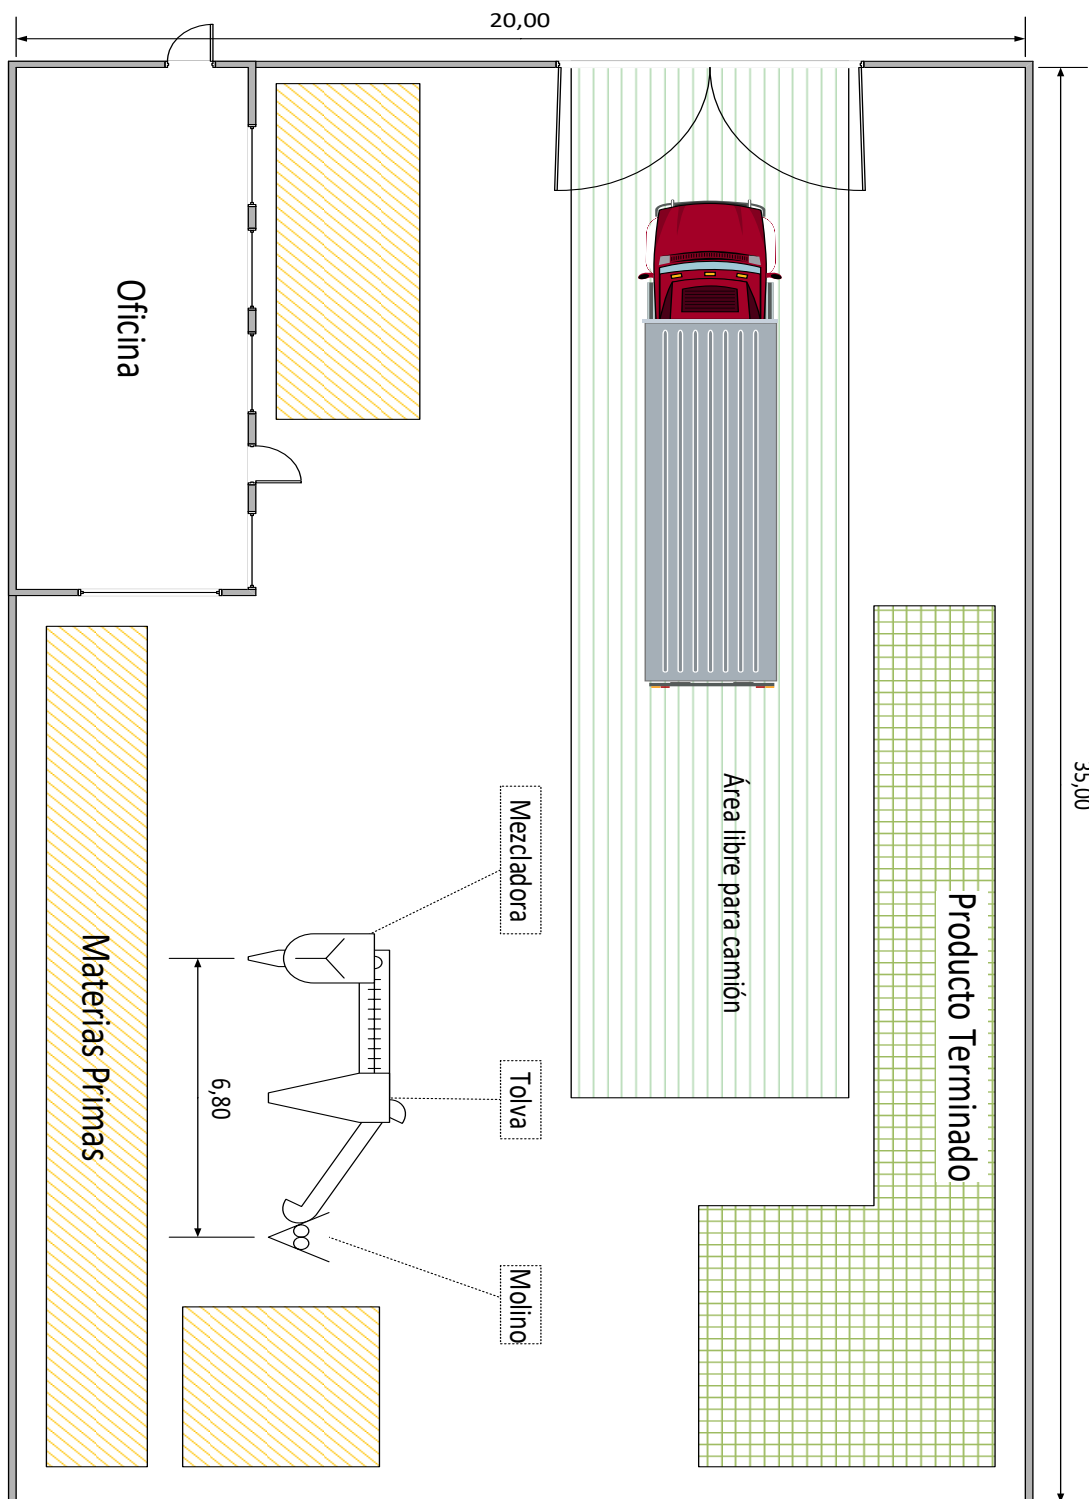 20,00
Oficina
35,00
Mezcladora
Área libre para camión
Producto Terminado
Materias Primas
6,80
Tolva
Molino